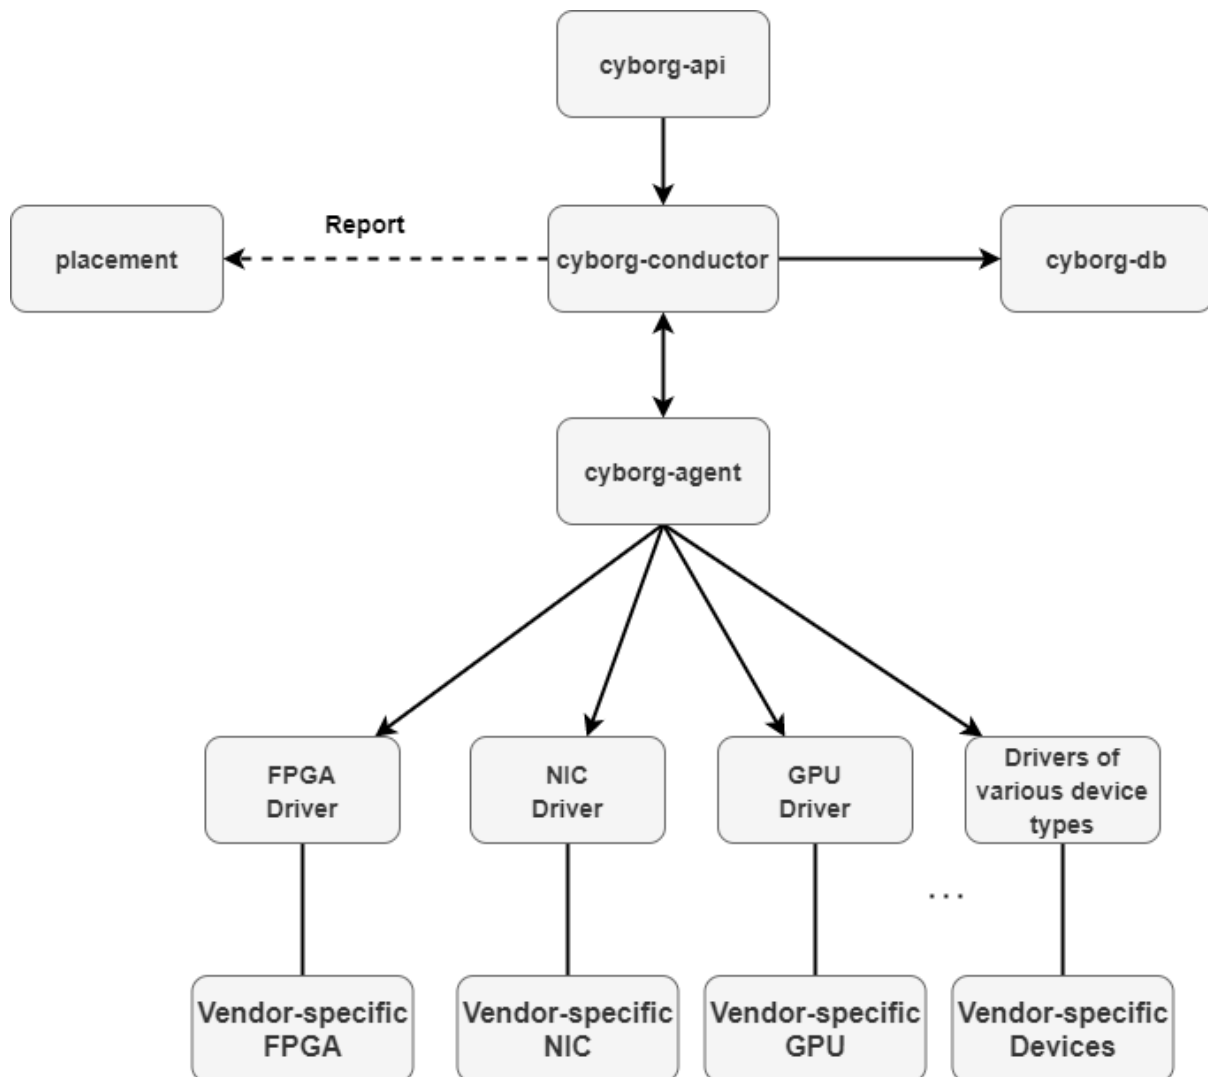 cyborg-api
Report
placement
cyborg-conductor
cyborg-db
cyborg-agent
FPGA
Driver
NIC
Driver
GPU
Driver
Drivers of
various device
types
...
Vendor-specific
FPGA
Vendor-specific
NIC
Vendor-specific
GPU
Vendor-specific
Devices